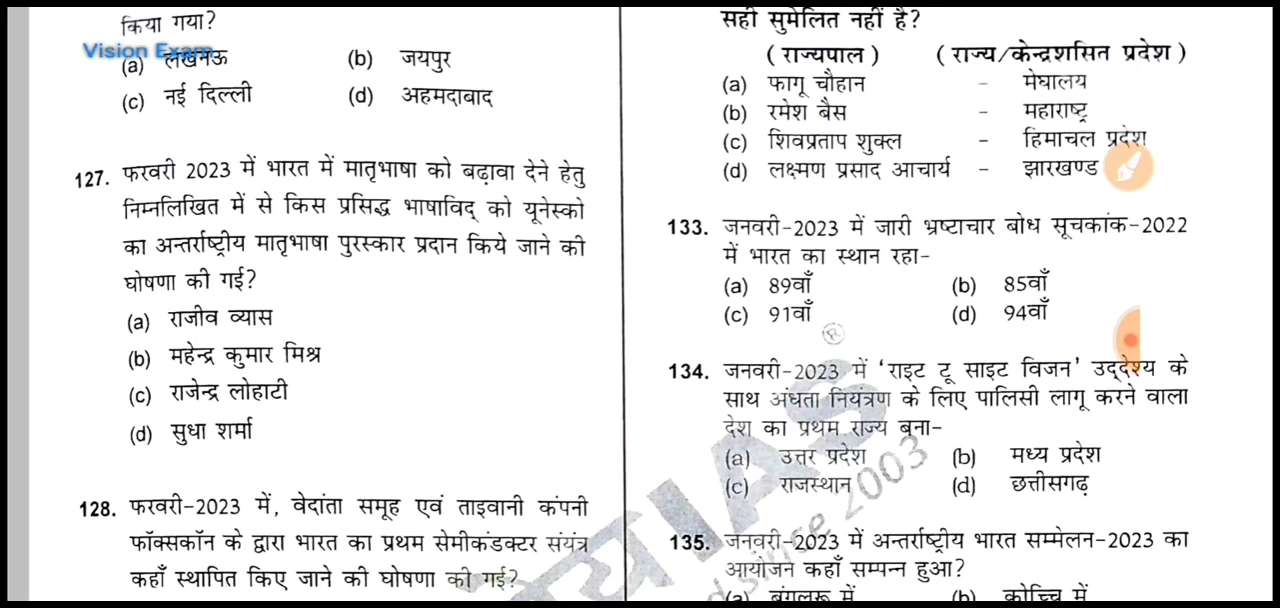 किया गया?
Vision Exam
(a) लखनऊ (b) जयपुर
(c) नई दिल्ली (d) अहमदाबाद
127. फरवरी 2023 में भारत में मातृभाषा को बढ़ावा देने हेतु
निम्नलिखित में से किस प्रसिद्ध भाषाविद् को यूनेस्को
का अन्तर्राष्ट्रीय मातृभाषा पुरस्कार प्रदान किये जाने की
घोषणा की गई?
(a) राजीव व्यास
(b) महेन्द्र कुमार मिश्र
(c) राजेन्द्र लोहाटी
(d) सुधा शर्मा
128. फरवरी-2023 में, वेदांता समूह एवं ताइवानी कंपनी
फॉक्सकॉन के द्वारा भारत का प्रथम सेमीकंडक्टर संयंत्र
कहाँ स्थापित किए जाने की घोषणा की गई?
सही सुमेलित नहीं है?
(राज्यपाल) (राज्य/केन्द्रशासित प्रदेश)
(a) फागू चौहान – मेघालय
(b) रमेश बैस – महाराष्ट्र
(c) शिवप्रताप शुक्ल – हिमाचल प्रदेश
(d) लक्ष्मण प्रसाद आचार्य – झारखण्ड
133. जनवरी-2023 में जारी भ्रष्टाचार बोध सूचकांक-2022
में भारत का स्थान रहा-
(a) 89वाँ (b) 85वाँ
(c) 91वाँ (d) 94वाँ
134. जनवरी-2023 में 'राइट टू साइट विजन' उद्देश्य के
साथ अंधता नियंत्रण के लिए पालिसी लागू करने वाला
देश का प्रथम राज्य बना-
(a) उत्तर प्रदेश (b) मध्य प्रदेश
(c) राजस्थान (d) छत्तीसगढ़
135. जनवरी-2023 में अन्तर्राष्ट्रीय भारत सम्मेलन-2023 का
आयोजन कहाँ सम्पन्न हुआ?
(a) बंगलुरू में (b) कोच्चि में
IAS
since 2003